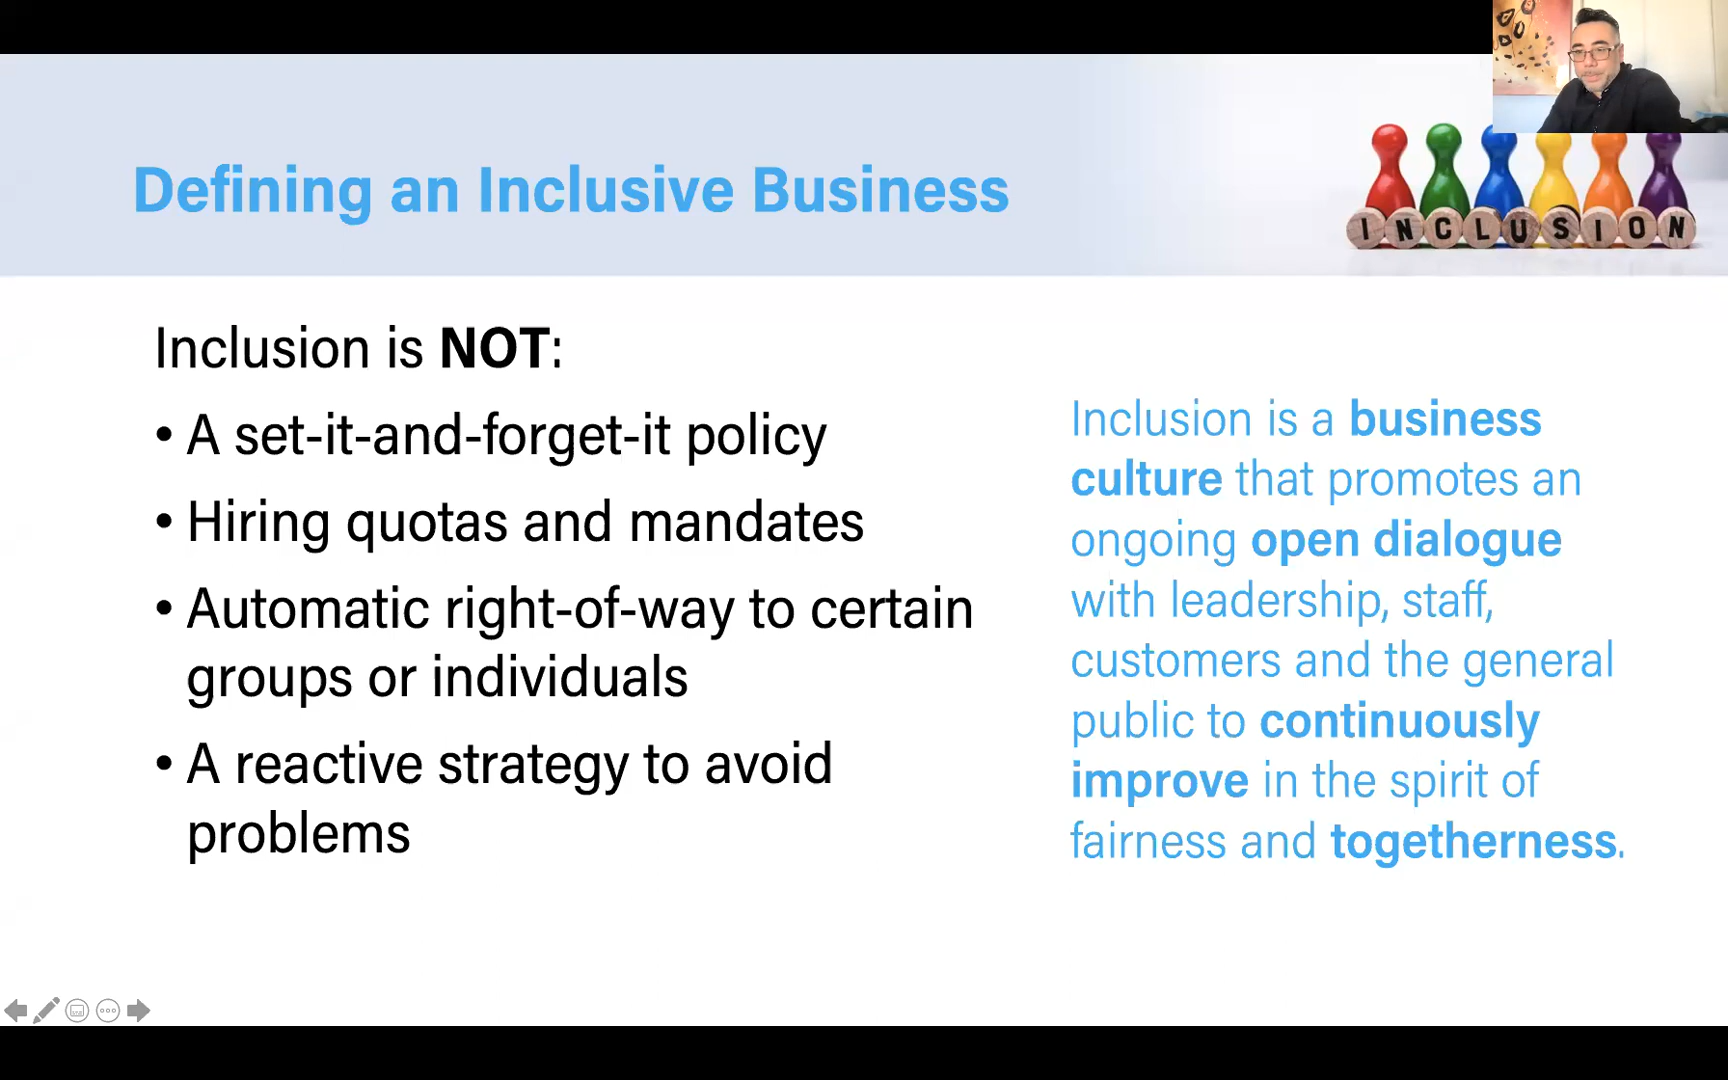 Defining an Inclusive Business
INCLUSION
Inclusion is NOT:
• A set-it-and-forget-it policy
• Hiring quotas and mandates
• Automatic right-of-way to certain
groups or individuals
• A reactive strategy to avoid
problems
Inclusion is a business
culture that promotes an
ongoing open dialogue
with leadership, staff,
customers and the general
public to continuously
improve in the spirit of
fairness and togetherness.